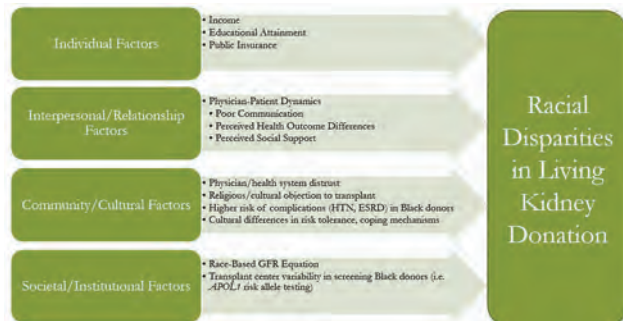 Individual Factors
• Income
• Educational Attainment
• Public Insurance
Interpersonal/Relationship
Factors
• Physician-Patient Dynamics
• Poor Communication
• Perceived Health Outcome Differences
• Perceived Social Support
Community/Cultural Factors
• Physician/health system distrust
• Religious/cultural objection to transplant
• Higher risk of complications (HTN, ESRD) in Black donors
• Cultural differences in risk tolerance, coping mechanisms
Societal/Institutional Factors
• Race-Based GFR Equation
• Transplant center variability in screening Black donors (i.e.
APOL1 risk allele testing)
Racial
Disparities
in Living
Kidney
Donation